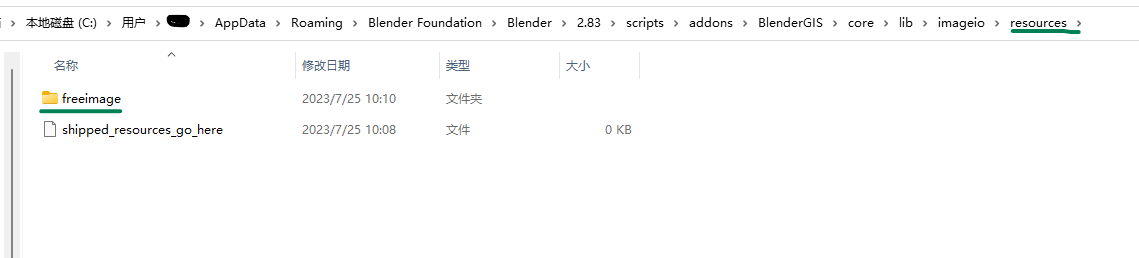 本地磁盘 (C:) › 用户 › › AppData › Roaming › Blender Foundation › Blender › 2.83 › scripts › addons › BlenderGIS › core › lib › imageio › resources ›
名称 修改日期 类型 大小
freeimage 2023/7/25 10:10 文件夹
shipped_resources_go_here 2023/7/25 10:08 文件 0 KB